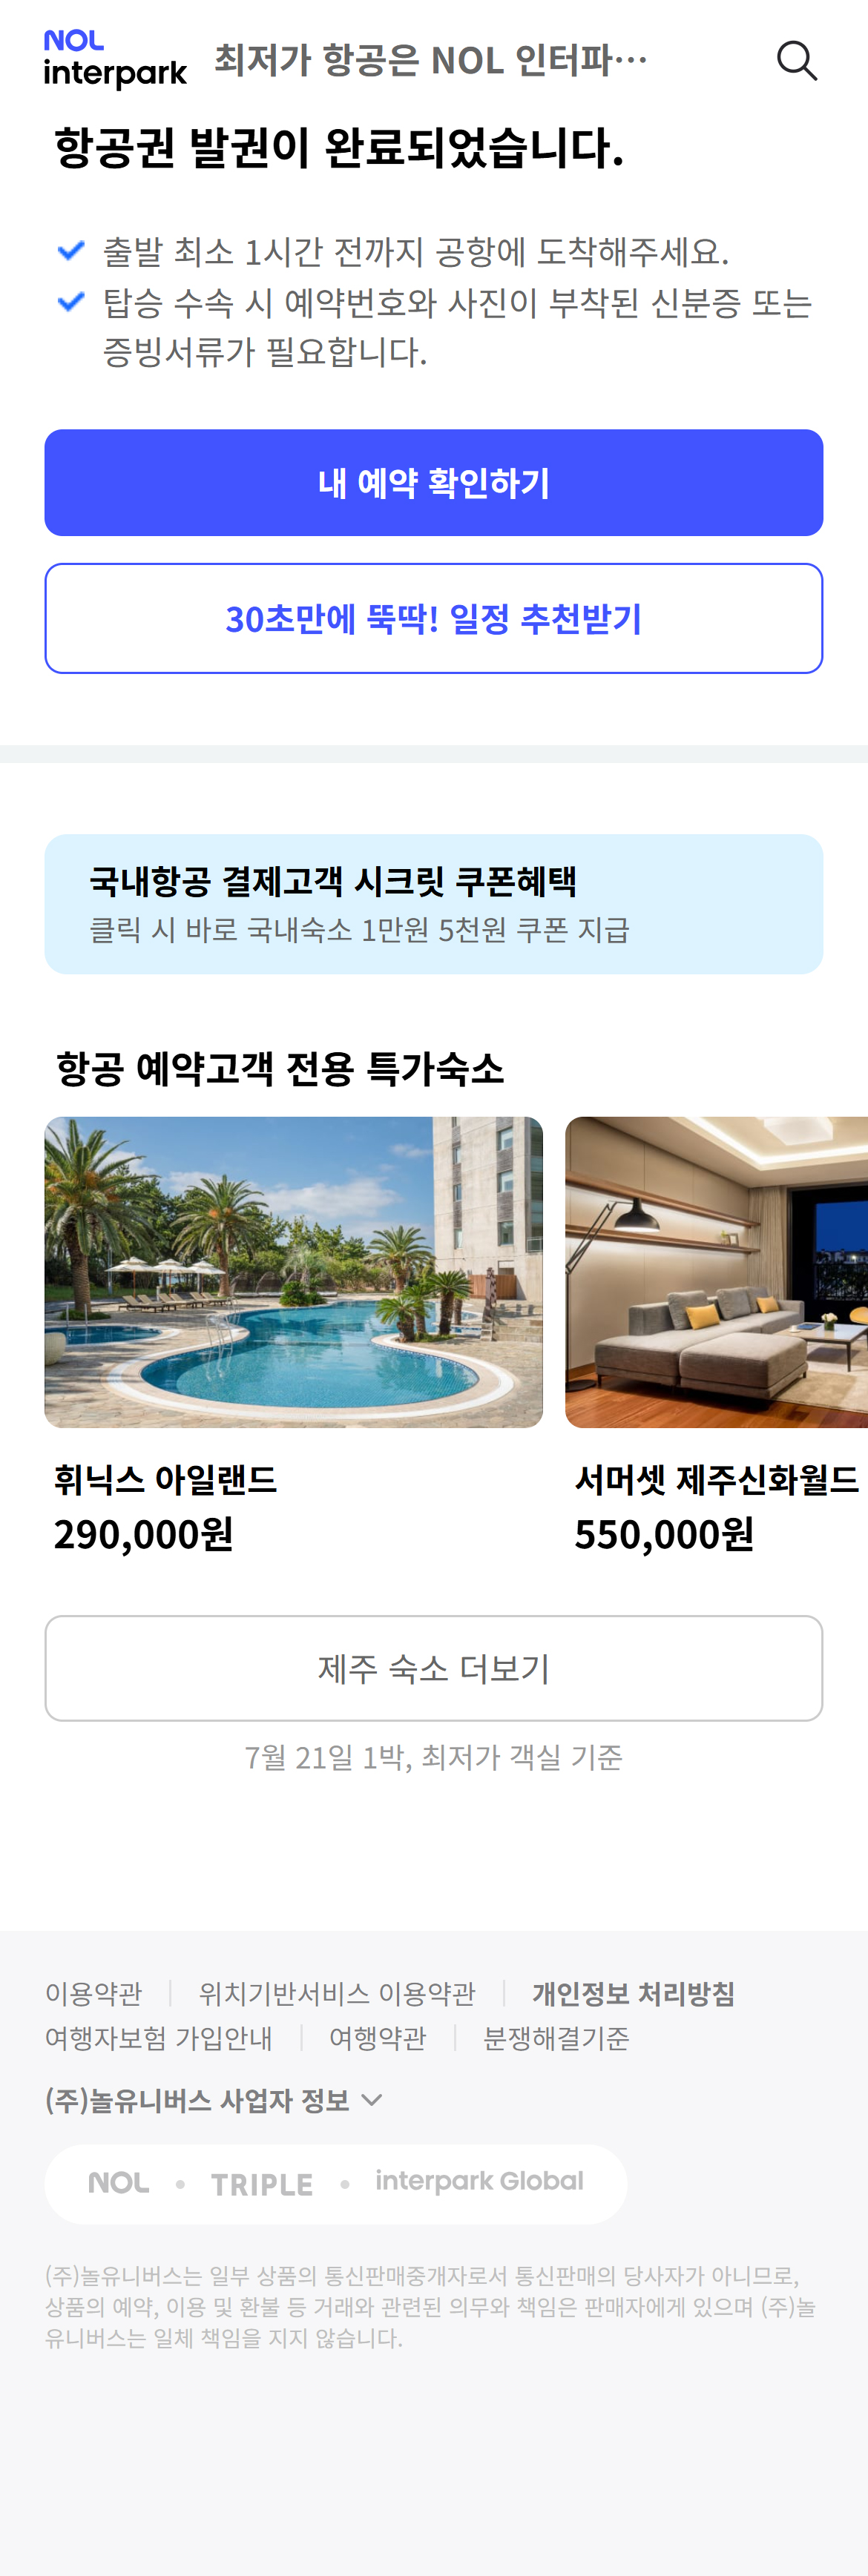 NOL
interpark
최저가 항공은 NOL 인터파…
항공권 발권이 완료되었습니다.
출발 최소 1시간 전까지 공항에 도착해주세요.
탑승 수속 시 예약번호와 사진이 부착된 신분증 또는
증빙서류가 필요합니다.
내 예약 확인하기
30초만에 뚝딱! 일정 추천받기
국내항공 결제고객 시크릿 쿠폰혜택
클릭 시 바로 국내숙소 1만원 5천원 쿠폰 지급
항공 예약고객 전용 특가숙소
휘닉스 아일랜드
290,000원
서머셋 제주신화월드
550,000원
제주 숙소 더보기
7월 21일 1박, 최저가 객실 기준
이용약관 위치기반서비스 이용약관 개인정보 처리방침
여행자보험 가입안내 여행약관 분쟁해결기준
(주)놀유니버스 사업자 정보
NOL • TRIPLE • interpark Global
(주)놀유니버스는 일부 상품의 통신판매중개자로서 통신판매의 당사자가 아니므로,
상품의 예약, 이용 및 환불 등 거래와 관련된 의무와 책임은 판매자에게 있으며 (주)놀
유니버스는 일체 책임을 지지 않습니다.